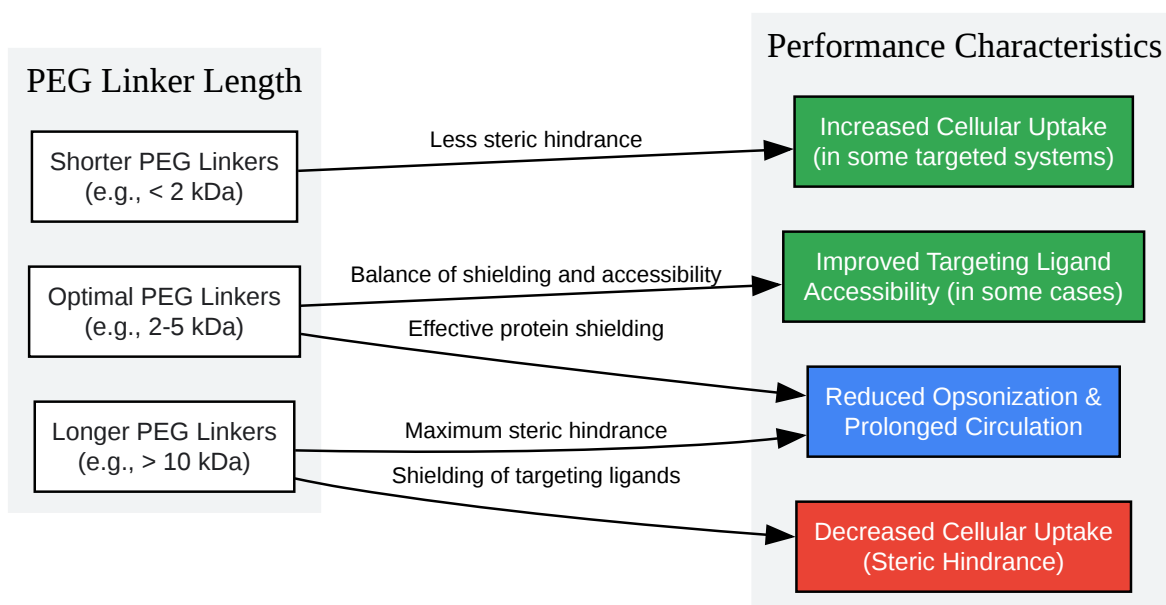 PEG Linker Length
Shorter PEG Linkers
(e.g., < 2 kDa)
Optimal PEG Linkers
(e.g., 2-5 kDa)
Longer PEG Linkers
(e.g., > 10 kDa)
Less steric hindrance
Balance of shielding and accessibility
Effective protein shielding
Maximum steric hindrance
Shielding of targeting ligands
Performance Characteristics
Increased Cellular Uptake
(in some targeted systems)
Improved Targeting Ligand
Accessibility (in some cases)
Reduced Opsonization &
Prolonged Circulation
Decreased Cellular Uptake
(Steric Hindrance)